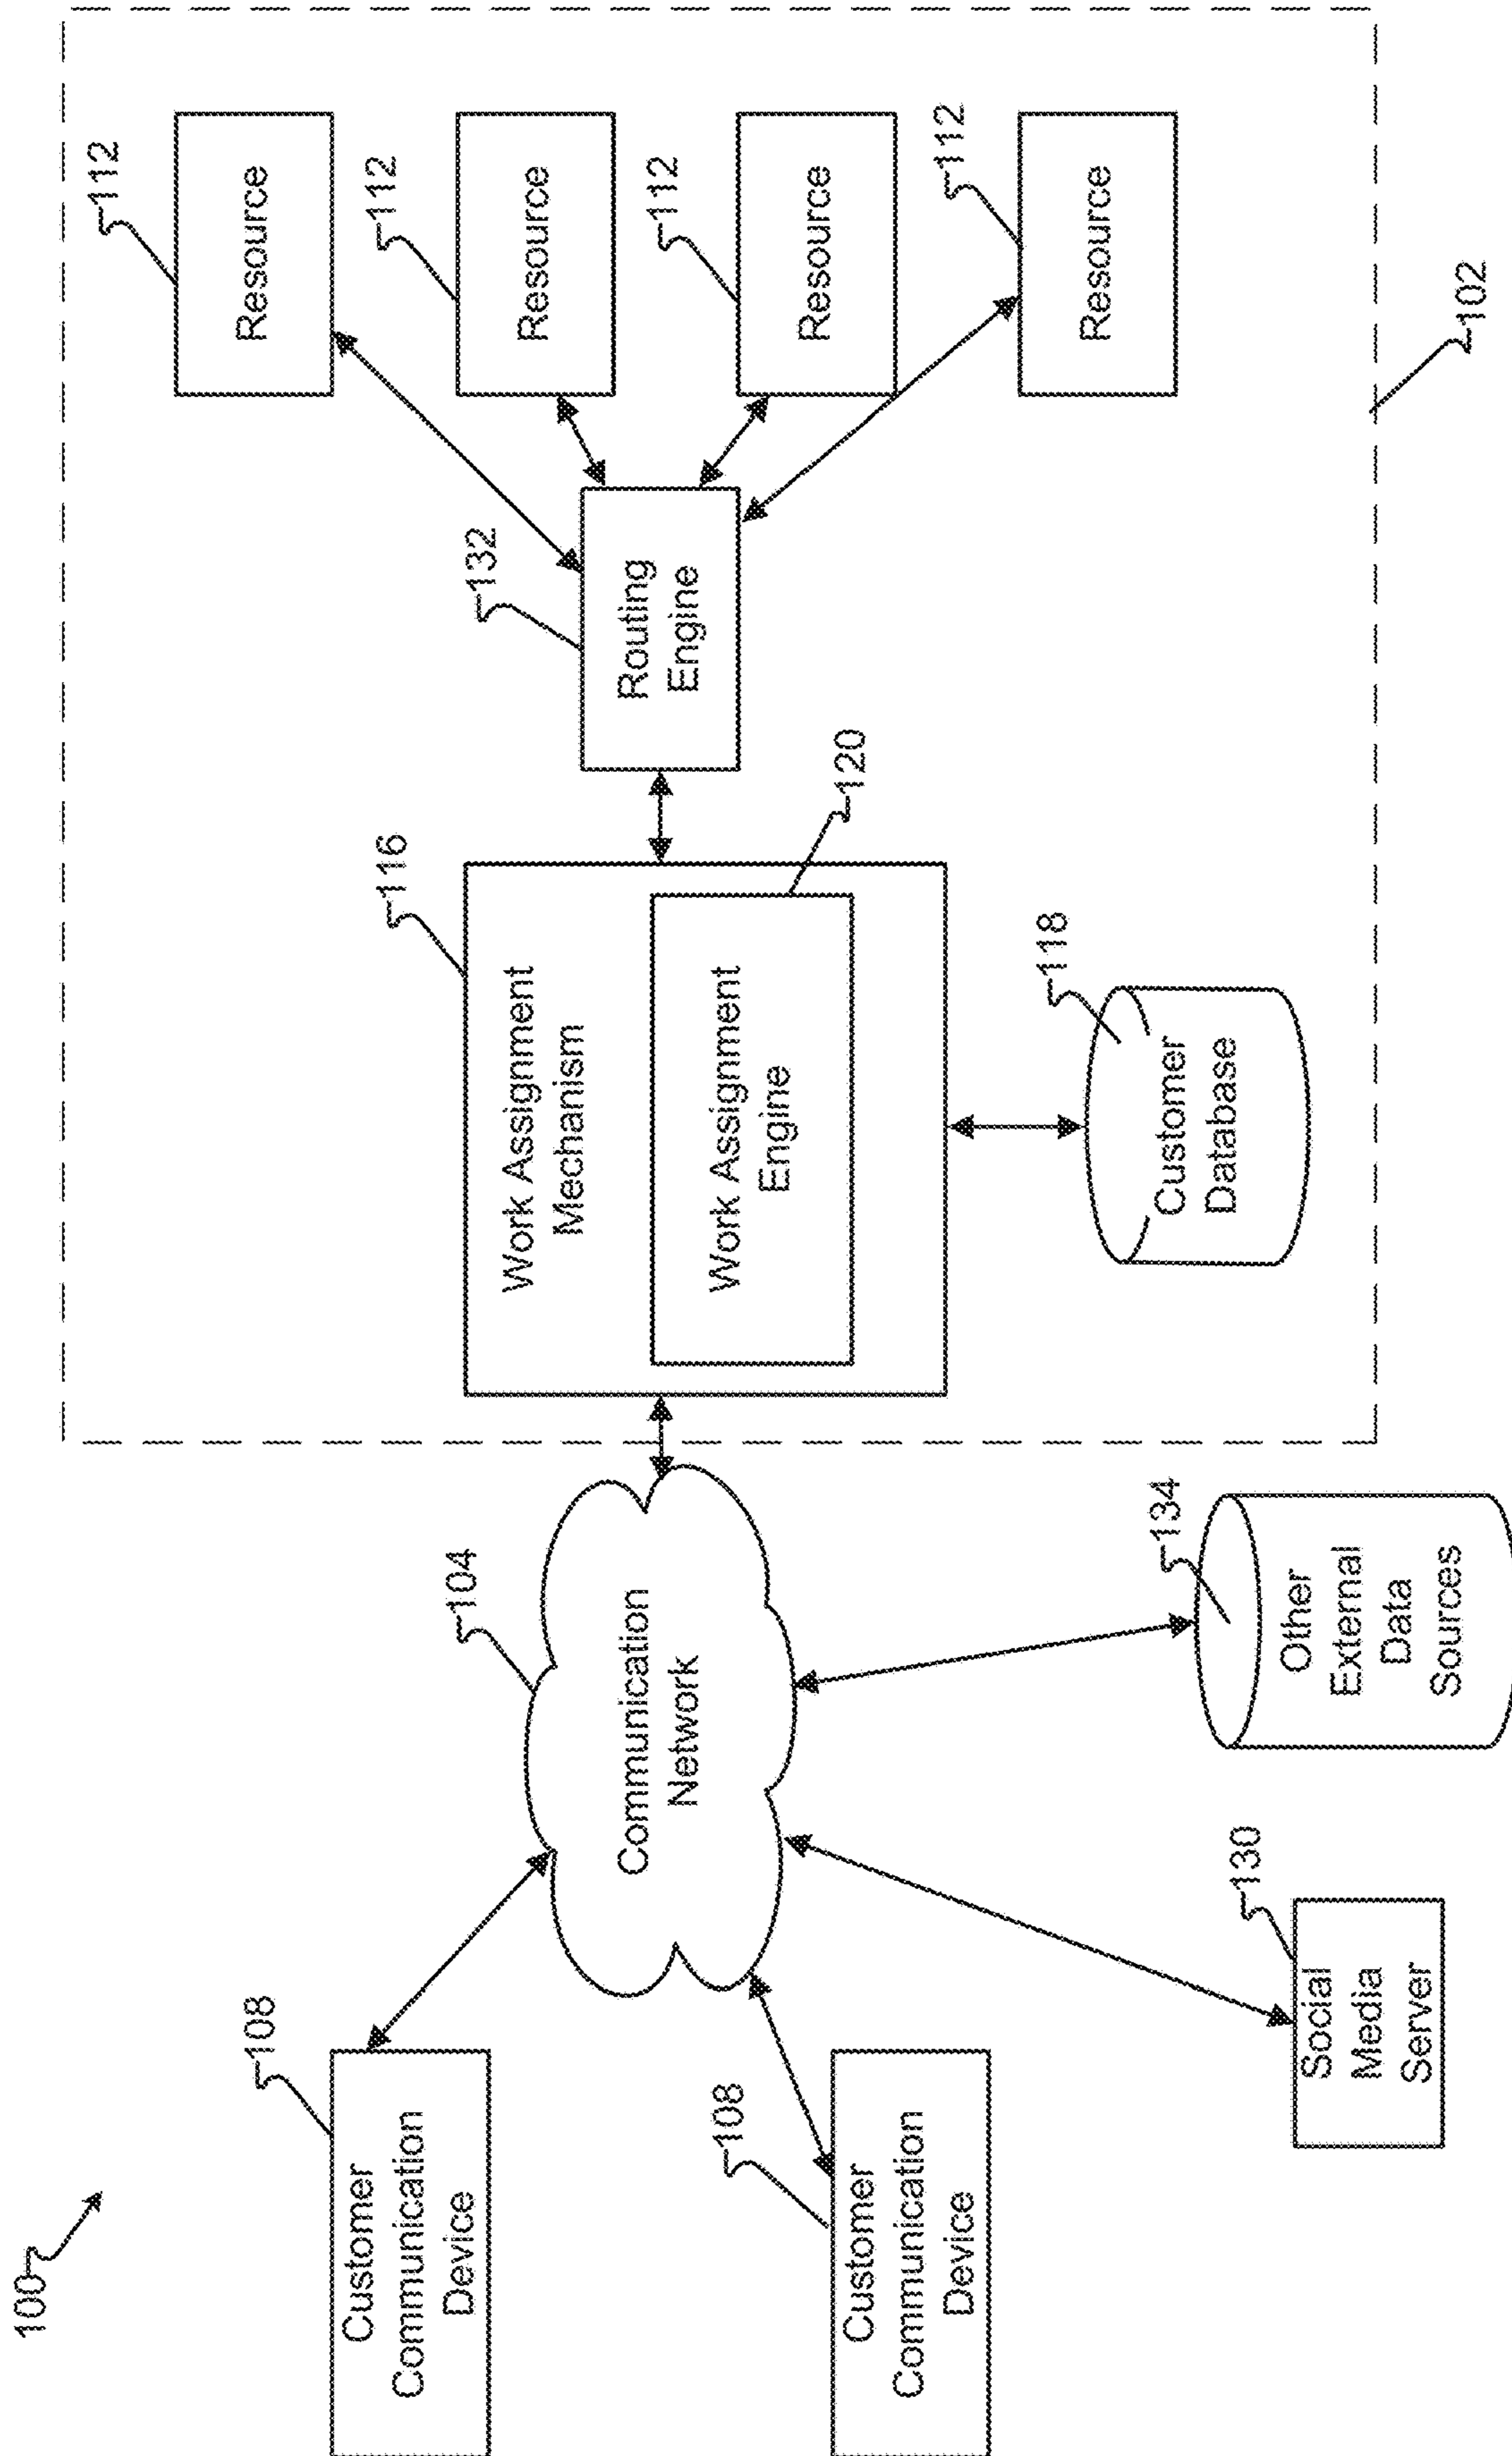 100
108
Customer
Communication
Device
108
Customer
Communication
Device
104
Communication
Network
130
Social
Media
Server
134
Other
External
Data
Sources
116
Work Assignment
Mechanism
120
Work Assignment
Engine
118
Customer
Database
132
Routing
Engine
112
Resource
112
Resource
112
Resource
112
Resource
102